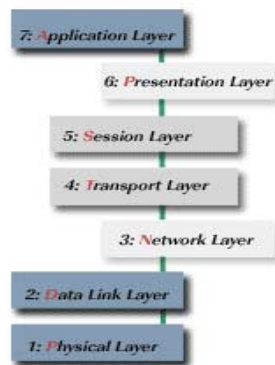 7: Application Layer
6: Presentation Layer
5: Session Layer
4: Transport Layer
3: Network Layer
2: Data Link Layer
1: Physical Layer